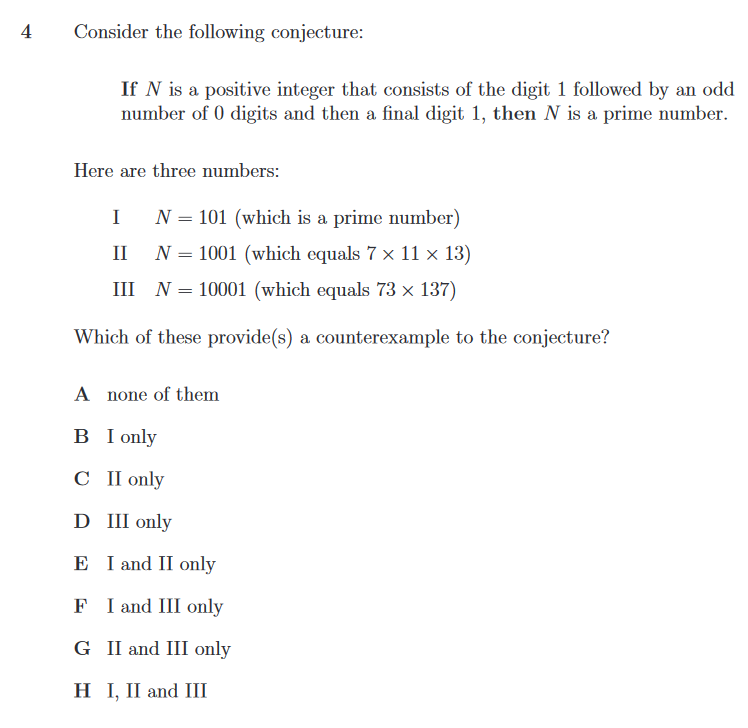 4 Consider the following conjecture:
If N is a positive integer that consists of the digit 1 followed by an odd
number of 0 digits and then a final digit 1, then N is a prime number.
Here are three numbers:
I N = 101 (which is a prime number)
II N = 1001 (which equals 7 × 11 × 13)
III N = 10001 (which equals 73 × 137)
Which of these provide(s) a counterexample to the conjecture?
A none of them
B I only
C II only
D III only
E I and II only
F I and III only
G II and III only
H I, II and III